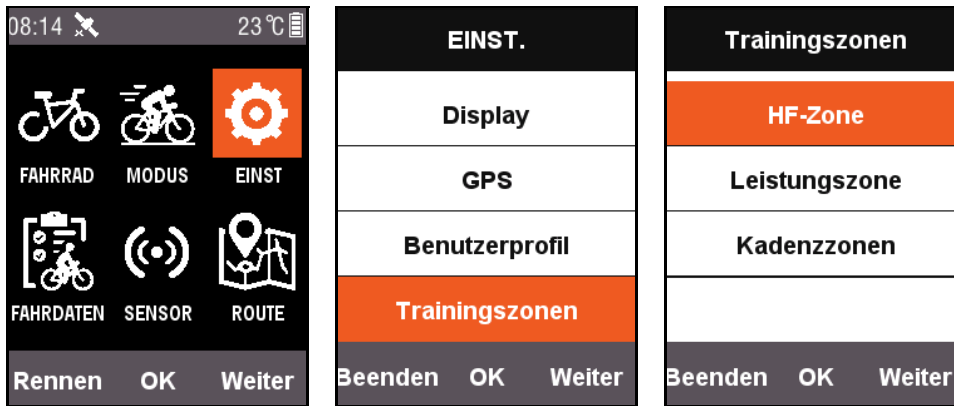 08:14 23 °C
FAHRRAD MODUS EINST
FAHRDATEN SENSOR ROUTE
Rennen OK Weiter
EINST.
Display
GPS
Benutzerprofil
Trainingszonen
Beenden OK Weiter
Trainingszonen
HF-Zone
Leistungszone
Kadenzzonen
Beenden OK Weiter